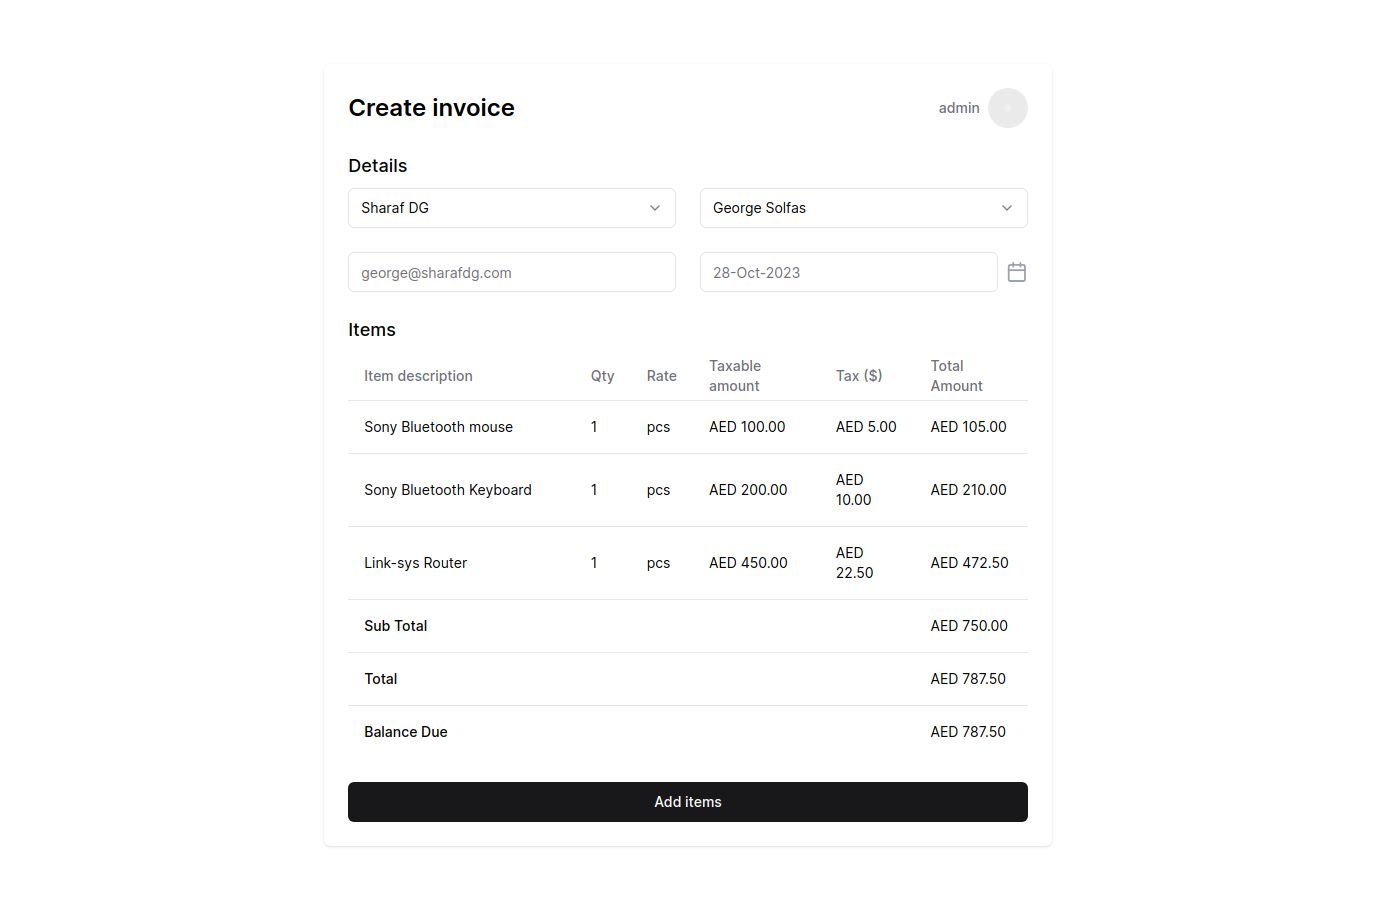 Create invoice
admin
Details
Sharaf DG
George Solfas
george@sharafdg.com
28-Oct-2023
Items
Item description Qty Rate Taxable amount Tax ($) Total Amount
Sony Bluetooth mouse 1 pcs AED 100.00 AED 5.00 AED 105.00
Sony Bluetooth Keyboard 1 pcs AED 200.00 AED 10.00 AED 210.00
Link-sys Router 1 pcs AED 450.00 AED 22.50 AED 472.50
Sub Total AED 750.00
Total AED 787.50
Balance Due AED 787.50
Add items